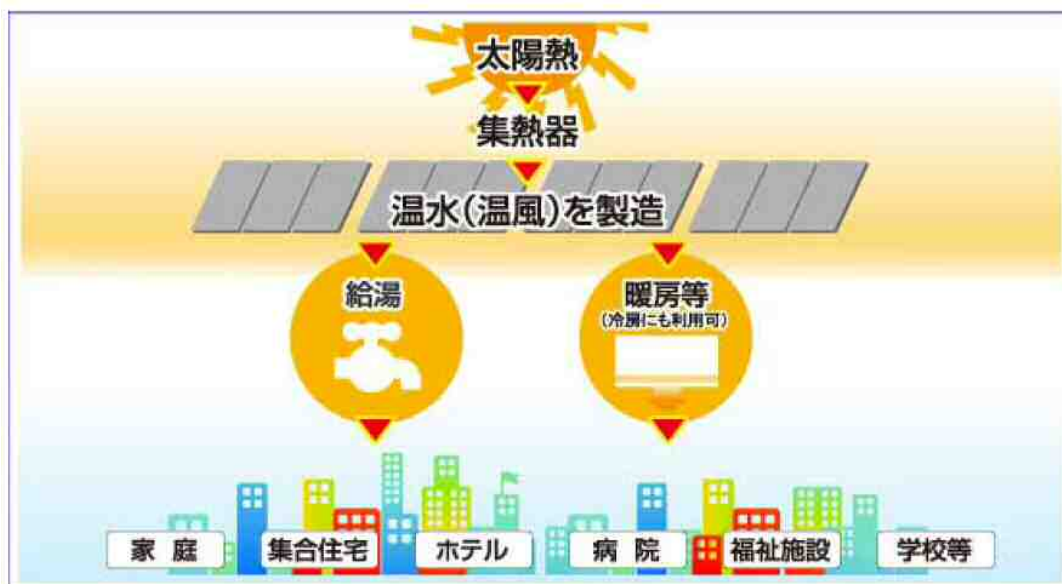 太陽熱
集熱器
温水(温風)を製造
給湯
暖房等
(冷房にも利用可)
家庭
集合住宅
ホテル
病院
福祉施設
学校等